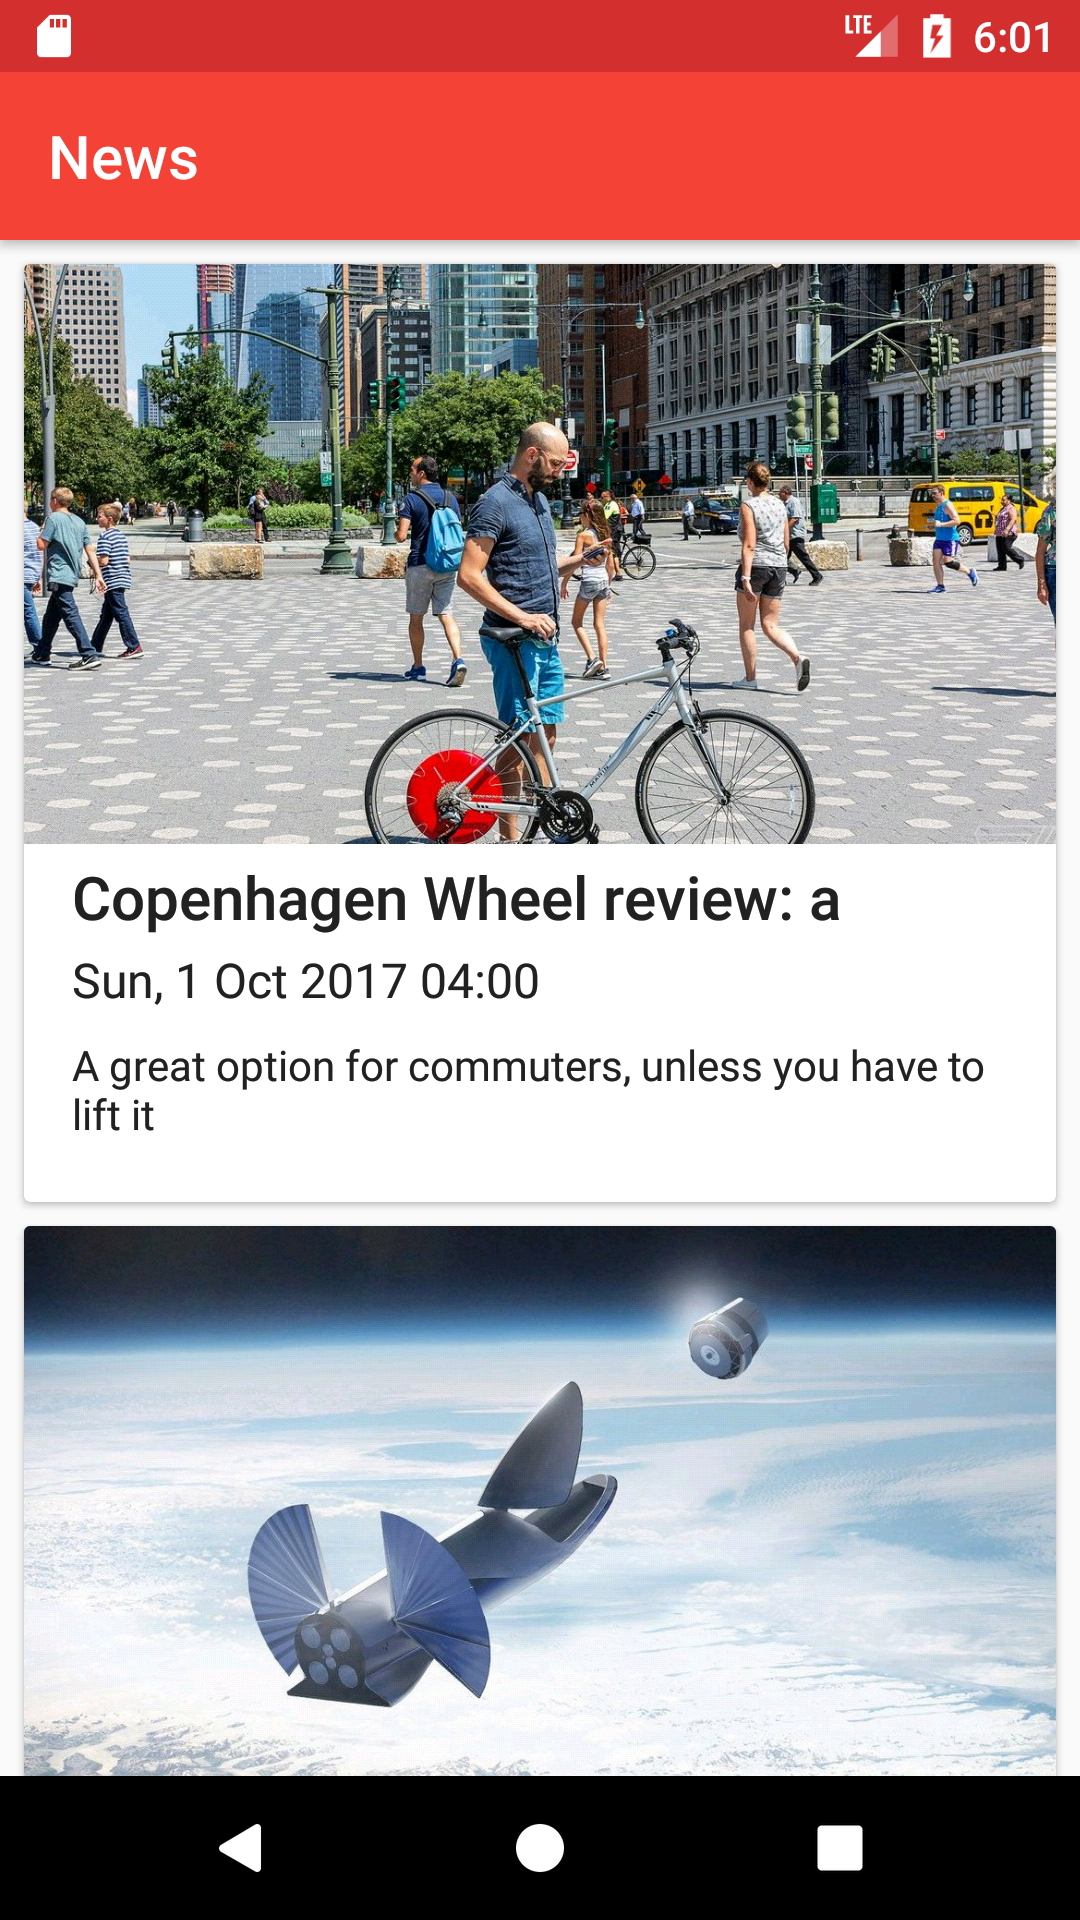 LTE 6:01
News
Copenhagen Wheel review: a
Sun, 1 Oct 2017 04:00
A great option for commuters, unless you have to
lift it